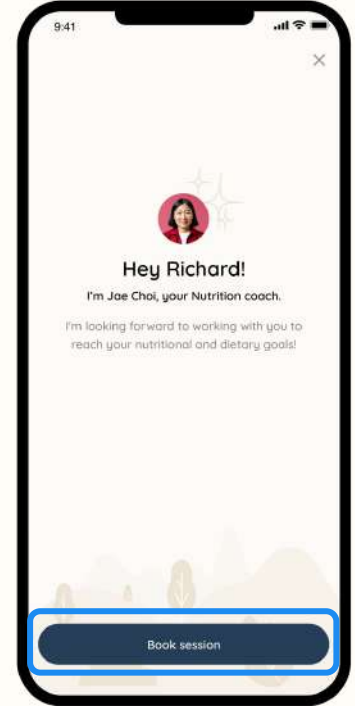 9:41
Hey Richard!
I'm Jae Choi, your Nutrition coach.
I'm looking forward to working with you to
reach your nutritional and dietary goals!
Book session